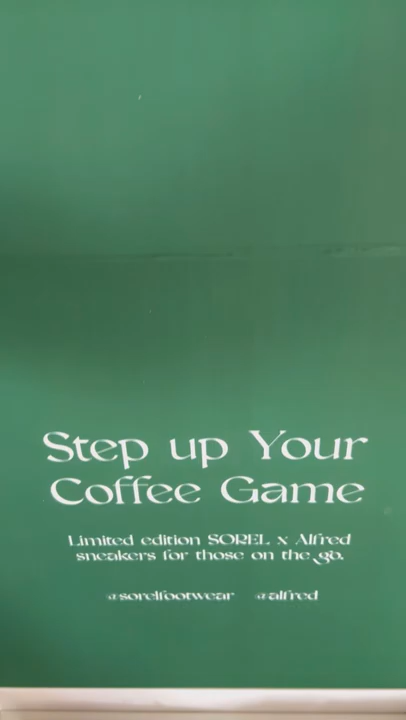 Step up Your
Coffee Game
Limited edition SOREL x Alfred
sneakers for those on the go.
@sorelfootwear @alfred